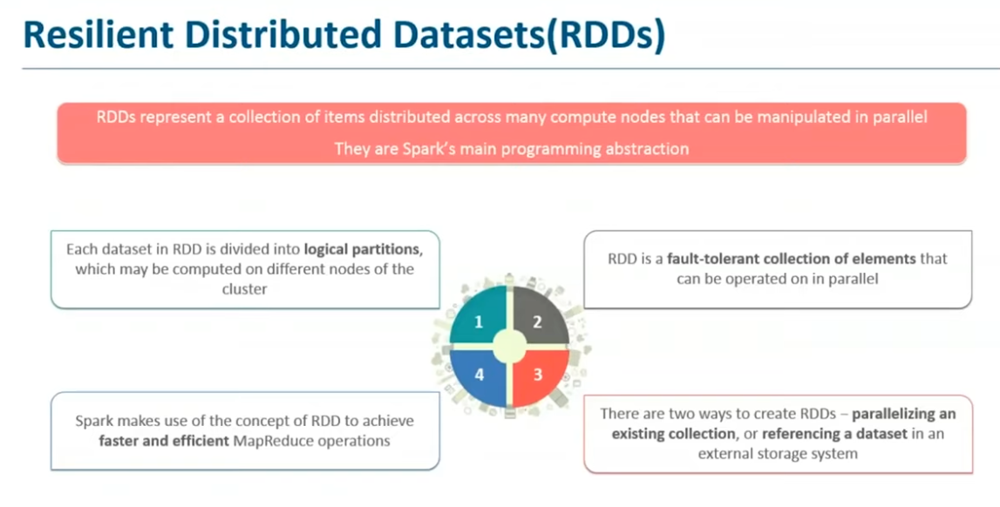 Resilient Distributed Datasets(RDDs)
RDDs represent a collection of items distributed across many compute nodes that can be manipulated in parallel
They are Spark's main programming abstraction
Each dataset in RDD is divided into logical partitions,
which may be computed on different nodes of the
cluster
RDD is a fault-tolerant collection of elements that
can be operated on in parallel
1
2
4
3
Spark makes use of the concept of RDD to achieve
faster and efficient MapReduce operations
There are two ways to create RDDs – parallelizing an
existing collection, or referencing a dataset in an
external storage system